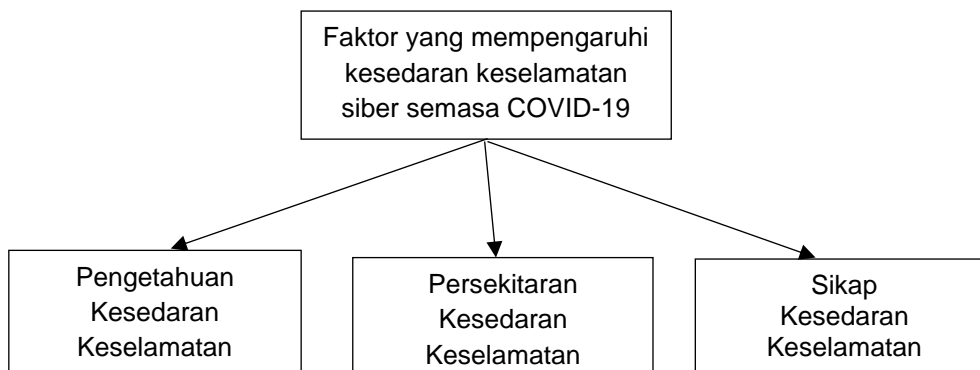 Faktor yang mempengaruhi
kesedaran keselamatan
siber semasa COVID-19
Pengetahuan
Kesedaran
Keselamatan
Persekitaran
Kesedaran
Keselamatan
Sikap
Kesedaran
Keselamatan